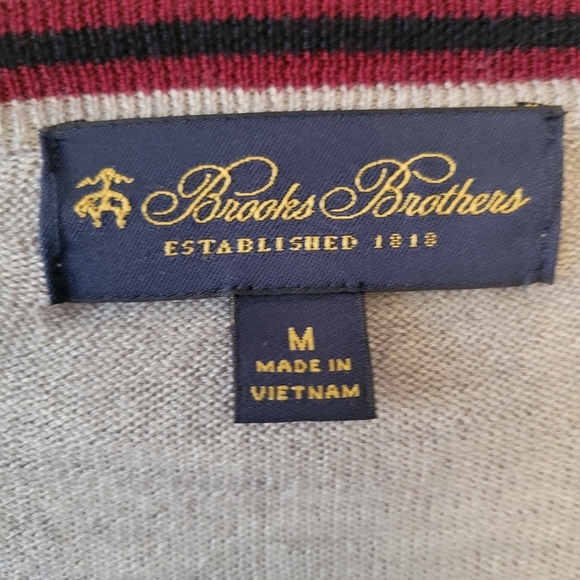 Brooks Brothers
ESTABLISHED 1818
M
MADE IN
VIETNAM